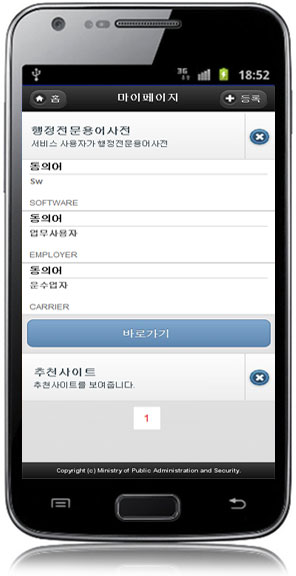 3G
18:52
홈
마이페이지
등록
행정전문용어사전
서비스 사용자가 행정전문용어사전
동의어
Sw
SOFTWARE
동의어
업무사용자
EMPLOYER
동의어
운수업자
CARRIER
바로가기
추천사이트
추천사이트를 보여줍니다.
1
Copyright (c) Ministry of Public Administration and Security.